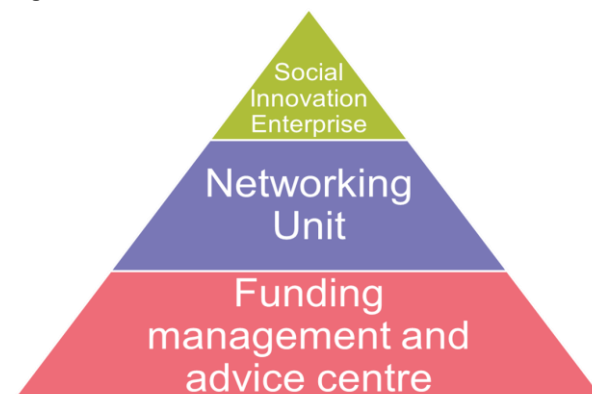 Social
Innovation
Enterprise
Networking
Unit
Funding
management and
advice centre